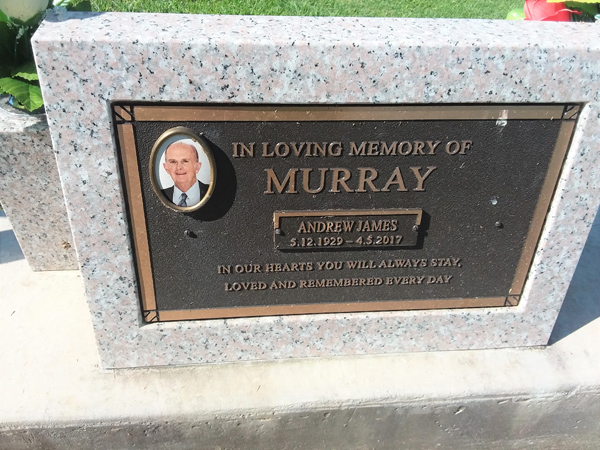 IN LOVING MEMORY OF
MURRAY
ANDREW JAMES
5.12.1929 – 4.5.2017
IN OUR HEARTS YOU WILL ALWAYS STAY,
LOVED AND REMEMBERED EVERY DAY